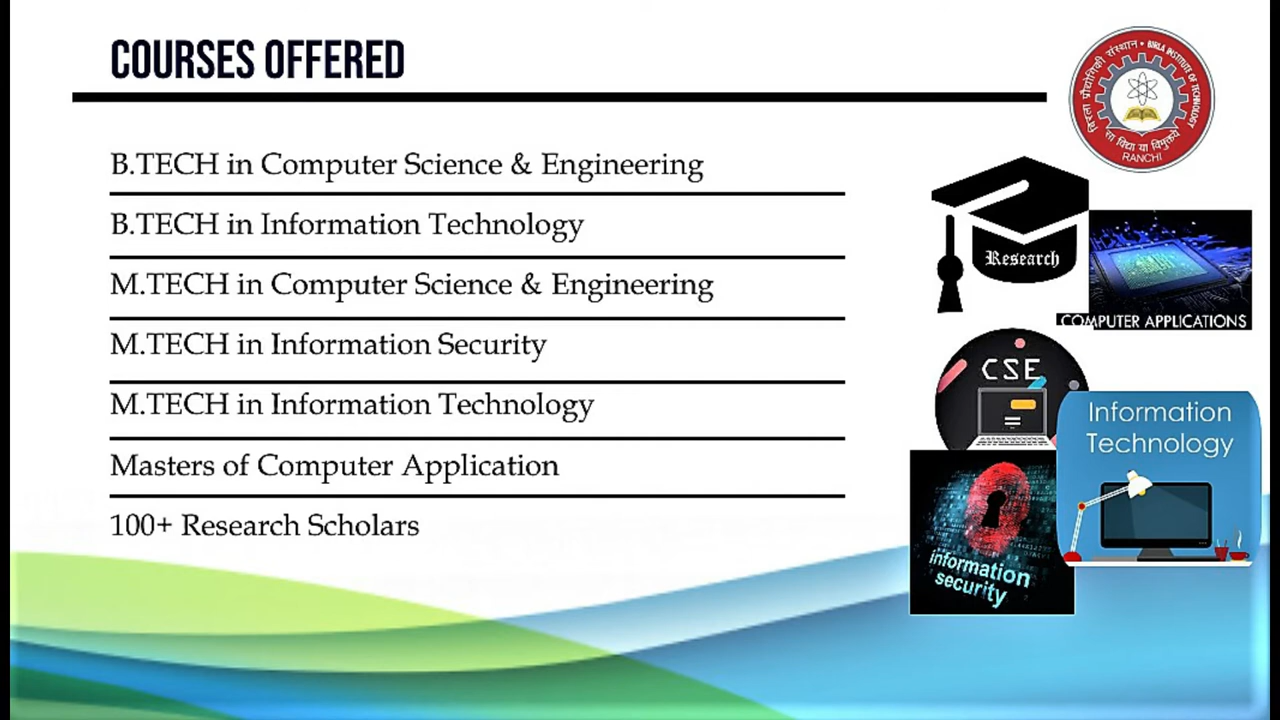 COURSES OFFERED
बिरला प्रौद्योगिकी संस्थान • BIRLA INSTITUTE OF TECHNOLOGY
सा विद्या या विमुक्तये
RANCHI
B.TECH in Computer Science & Engineering
B.TECH in Information Technology
M.TECH in Computer Science & Engineering
M.TECH in Information Security
M.TECH in Information Technology
Masters of Computer Application
100+ Research Scholars
Research
COMPUTER APPLICATIONS
CSE
Information
Technology
information
security